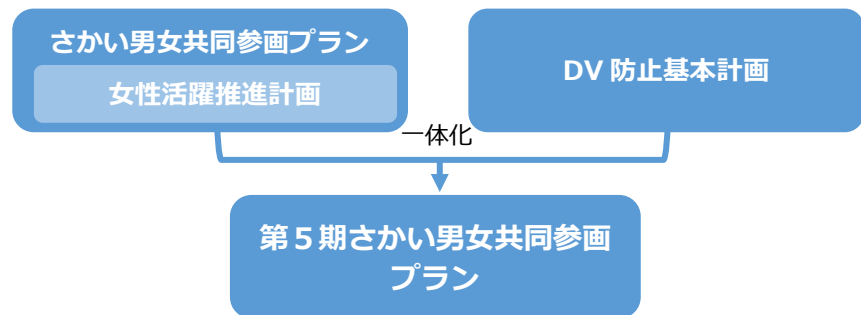 さかい男女共同参画プラン
女性活躍推進計画
DV 防止基本計画
一体化
第５期さかい男女共同参画
プラン